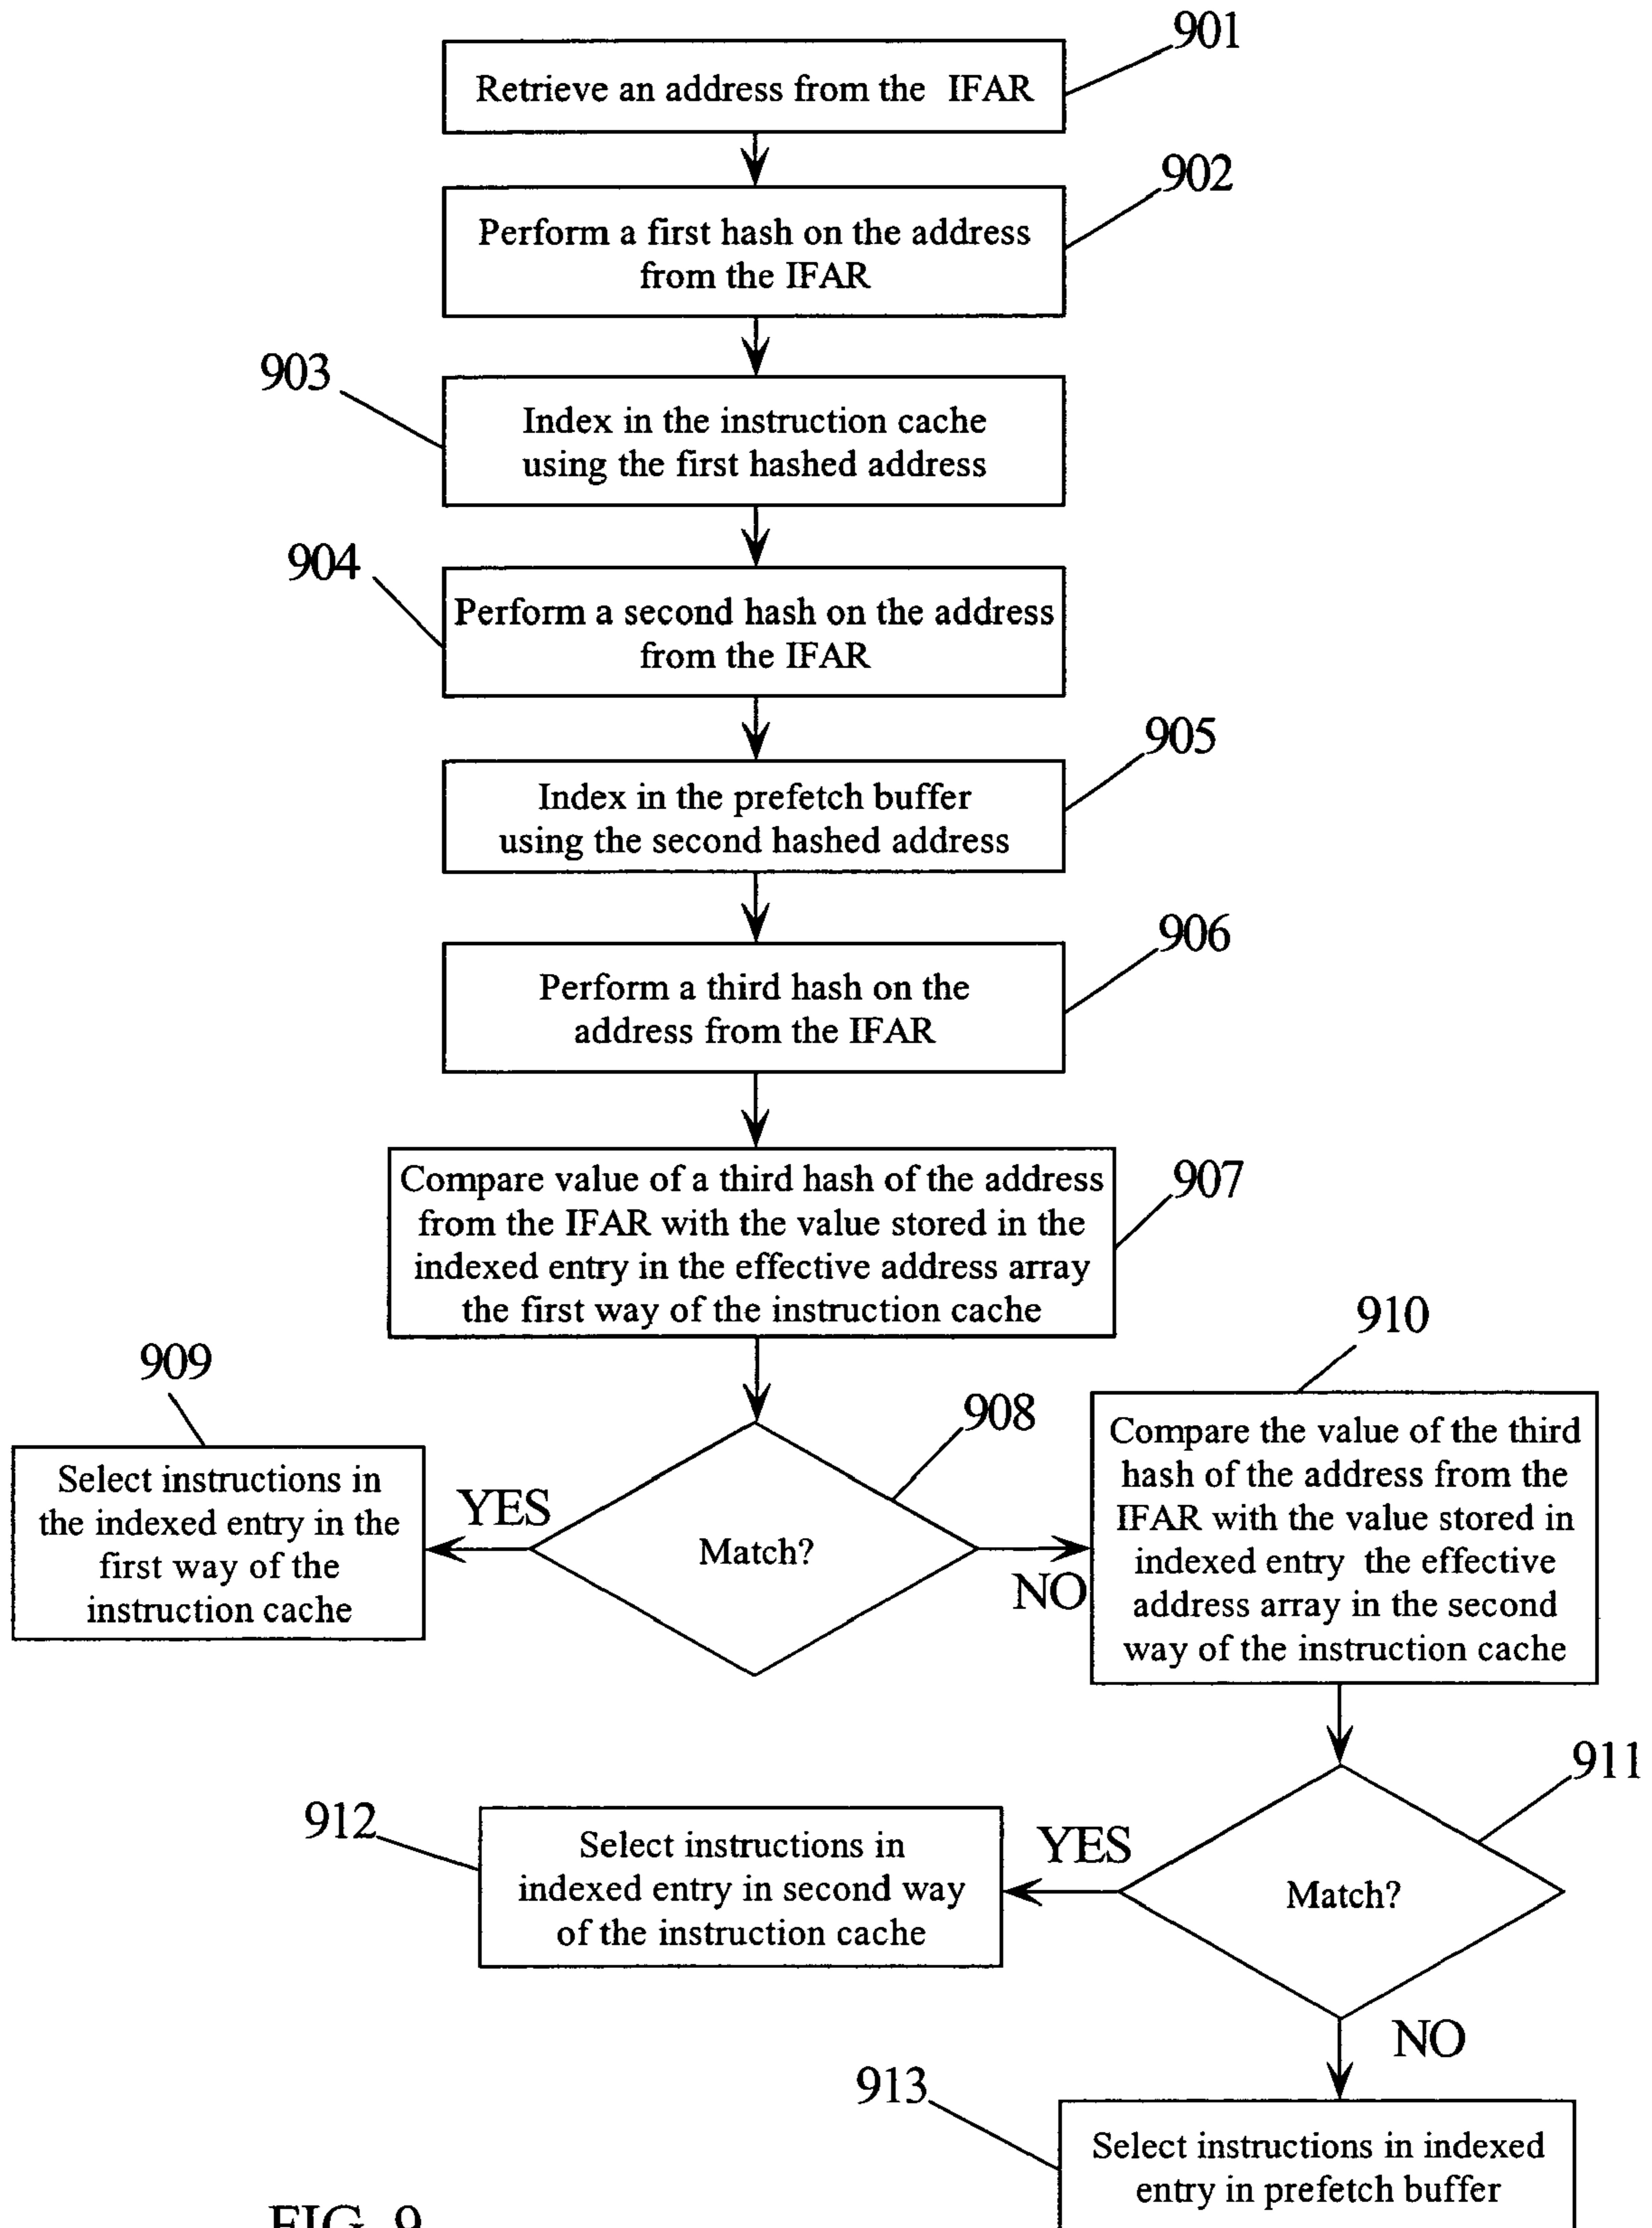 901
Retrieve an address from the IFAR
902
Perform a first hash on the address
from the IFAR
903
Index in the instruction cache
using the first hashed address
904
Perform a second hash on the address
from the IFAR
905
Index in the prefetch buffer
using the second hashed address
906
Perform a third hash on the
address from the IFAR
907
Compare value of a third hash of the address
from the IFAR with the value stored in the
indexed entry in the effective address array
the first way of the instruction cache
908
Match?
YES
909
Select instructions in
the indexed entry in the
first way of the
instruction cache
NO
910
Compare the value of the third
hash of the address from the
IFAR with the value stored in
indexed entry the effective
address array in the second
way of the instruction cache
911
Match?
YES
912
Select instructions in
indexed entry in second way
of the instruction cache
NO
913
Select instructions in indexed
entry in prefetch buffer
FIG. 9